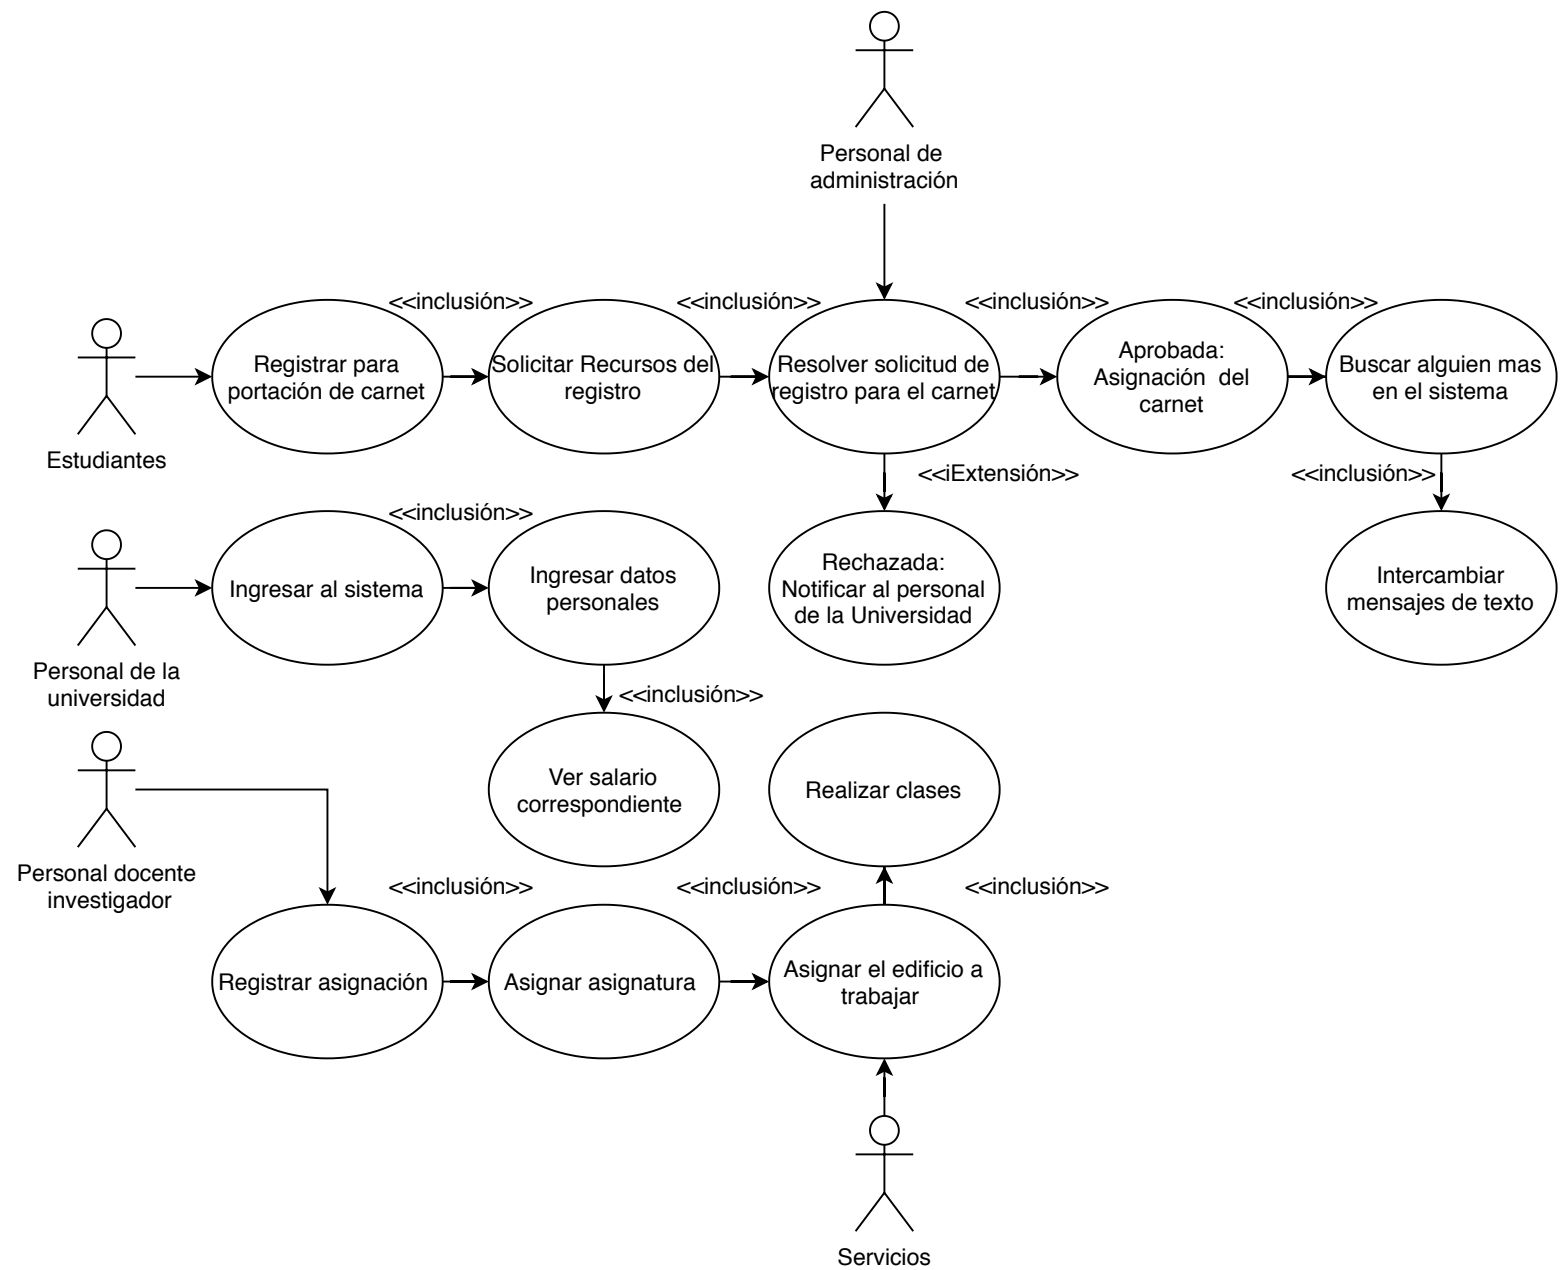 Personal de
administración
<<inclusión>>
<<inclusión>>
<<inclusión>>
<<inclusión>>
Registrar para
portación de carnet
Solicitar Recursos del
registro
Resolver solicitud de
registro para el carnet
Aprobada:
Asignación  del
carnet
Buscar alguien mas
en el sistema
Estudiantes
<<iExtensión>>
<<inclusión>>
<<inclusión>>
Ingresar al sistema
Ingresar datos
personales
Rechazada:
Notificar al personal
de la Universidad
Intercambiar
mensajes de texto
Personal de la
universidad
<<inclusión>>
Ver salario
correspondiente
Realizar clases
Personal docente
investigador
<<inclusión>>
<<inclusión>>
<<inclusión>>
Registrar asignación
Asignar asignatura
Asignar el edificio a
trabajar
Servicios